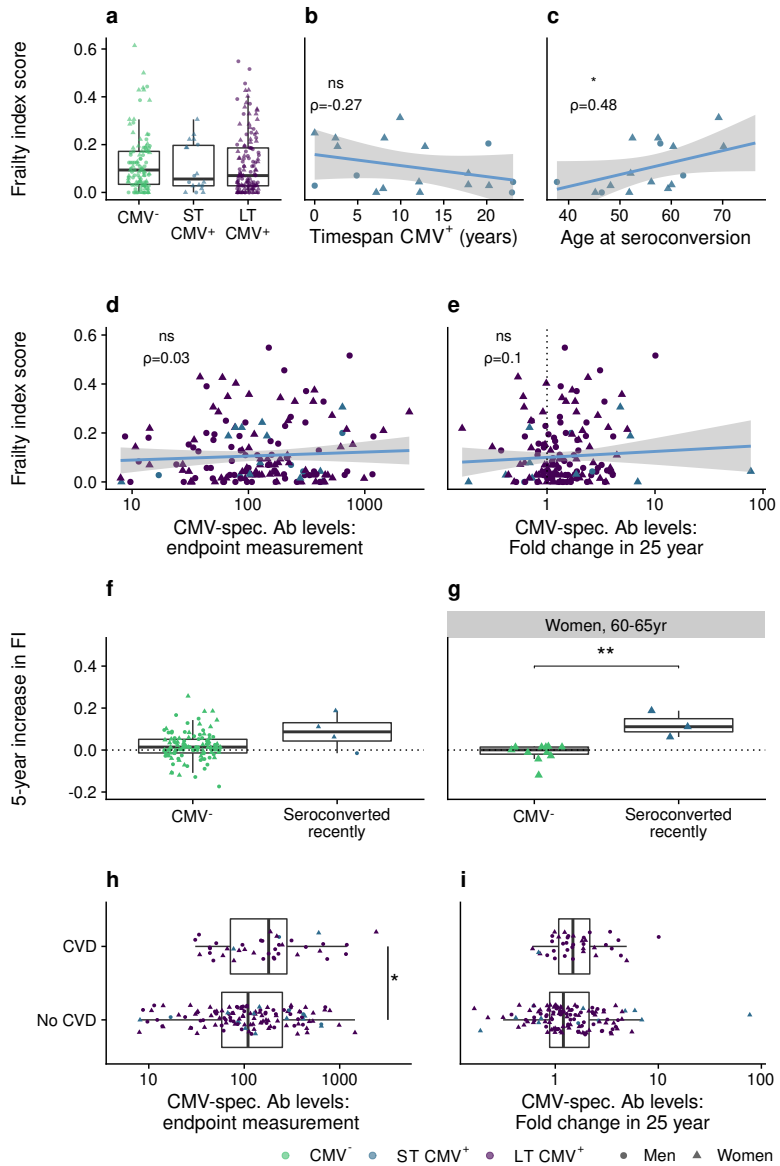 a
b
c
Frailty index score
0.6
0.4
0.2
0.0
CMV-
ST
CMV+
LT
CMV+
ns
ρ=-0.27
0
5
10
15
20
Timespan CMV+ (years)
*
ρ=0.48
40
50
60
70
Age at seroconversion
d
e
Frailty index score
0.6
0.4
0.2
0.0
ns
ρ=0.03
10
100
1000
CMV-spec. Ab levels:
endpoint measurement
ns
ρ=0.1
1
10
100
CMV-spec. Ab levels:
Fold change in 25 year
f
g
Women, 60-65yr
5-year increase in FI
0.4
0.2
0.0
-0.2
**
CMV-
Seroconverted
recently
CMV-
Seroconverted
recently
h
i
CVD
No CVD
*
10
100
1000
CMV-spec. Ab levels:
endpoint measurement
1
10
100
CMV-spec. Ab levels:
Fold change in 25 year
CMV- ST CMV+ LT CMV+ Men Women